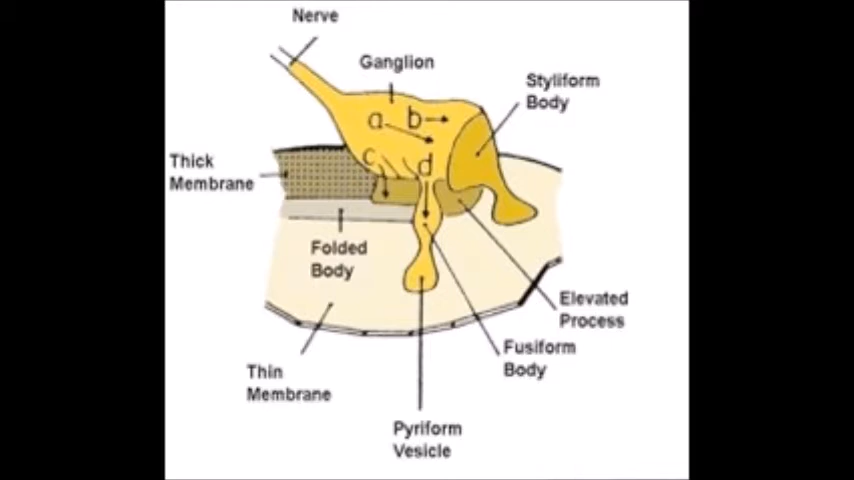 Nerve
Ganglion
Styliform
Body
a
b
c
d
Thick
Membrane
Folded
Body
Elevated
Process
Fusiform
Body
Thin
Membrane
Pyriform
Vesicle